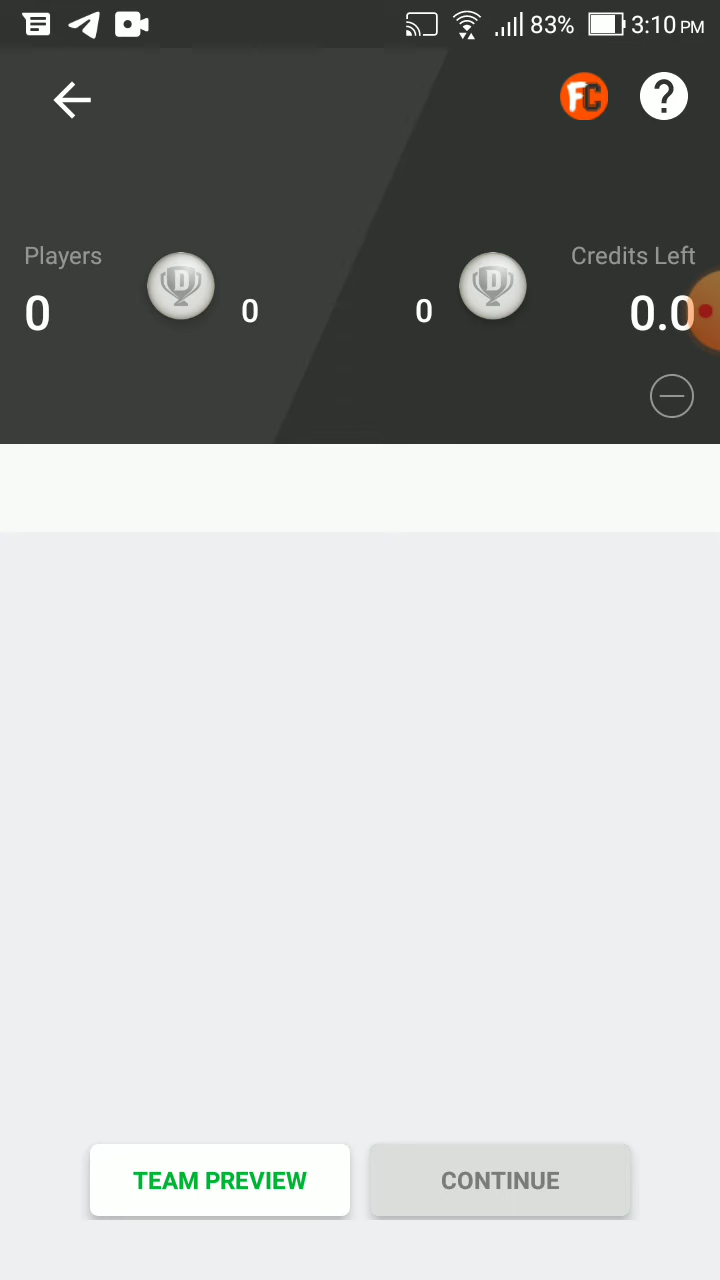 83% 3:10 PM
FC ?
Players Credits Left
D D
0 0 0 0.0
TEAM PREVIEW CONTINUE